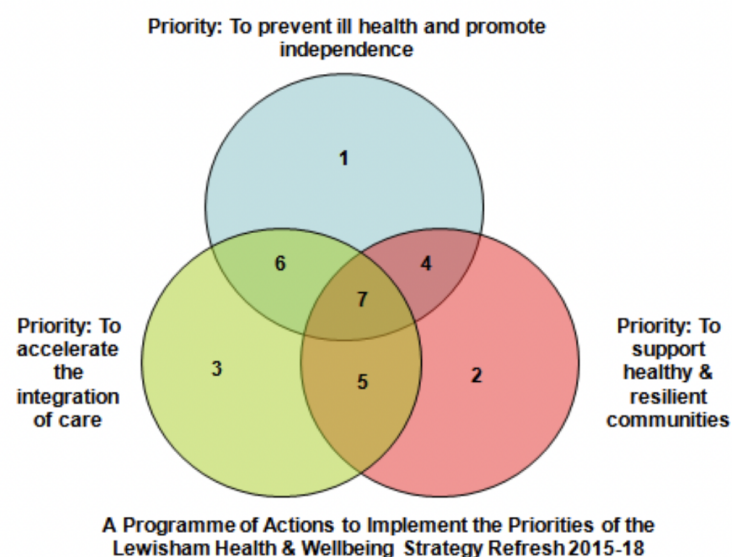 Priority: To prevent ill health and promote
independence
1
6
4
7
Priority: To
accelerate
the
integration
of care
3
5
2
Priority: To
support
healthy &
resilient
communities
A Programme of Actions to Implement the Priorities of the
Lewisham Health & Wellbeing Strategy Refresh 2015-18